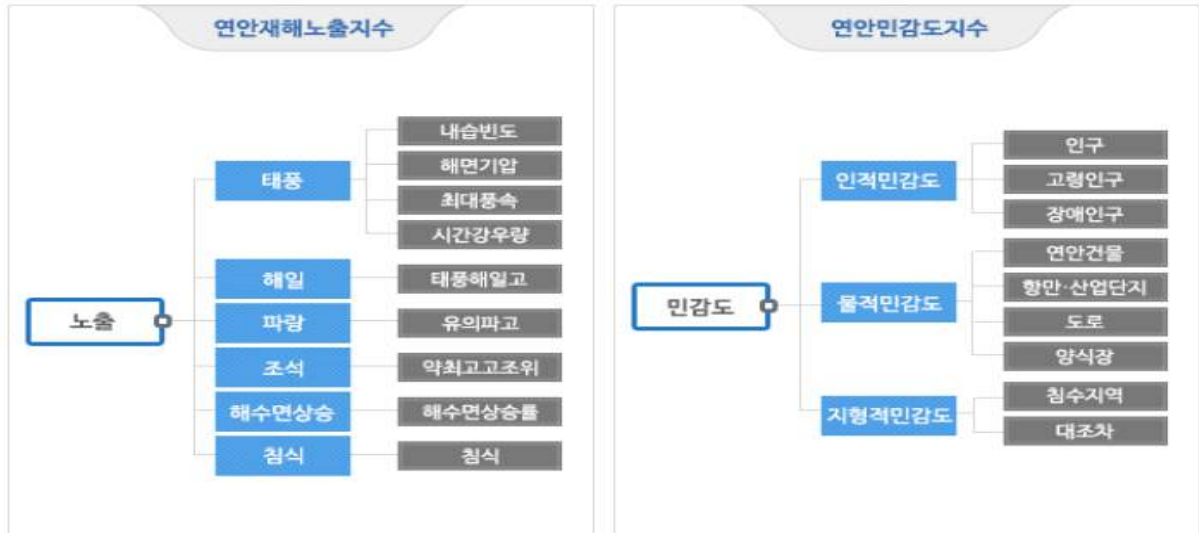 연안재해노출지수
노출
태풍
내습빈도
해면기압
최대풍속
시간강우량
해일
태풍해일고
파랑
유의파고
조석
약최고고조위
해수면상승
해수면상승률
침식
침식
연안민감도지수
민감도
인적민감도
인구
고령인구
장애인구
물적민감도
연안건물
항만·산업단지
도로
양식장
지형적민감도
침수지역
대조차